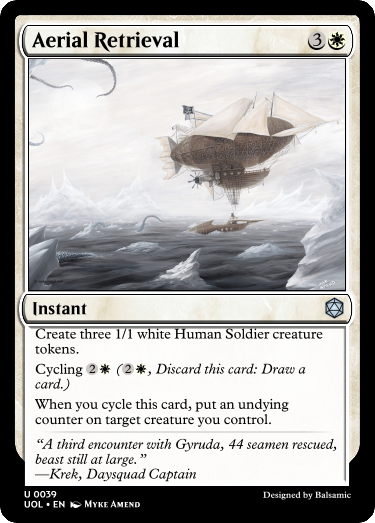 Aerial Retrieval 3
Instant
Create three 1/1 white Human Soldier creature
tokens.
Cycling 2 (2, Discard this card: Draw a
card.)
When you cycle this card, put an undying
counter on target creature you control.
“A third encounter with Gyruda, 44 seamen rescued,
beast still at large.”
—Krek, Daysquad Captain
U 0039
UOL • EN Myke Amend
Designed by Balsamic